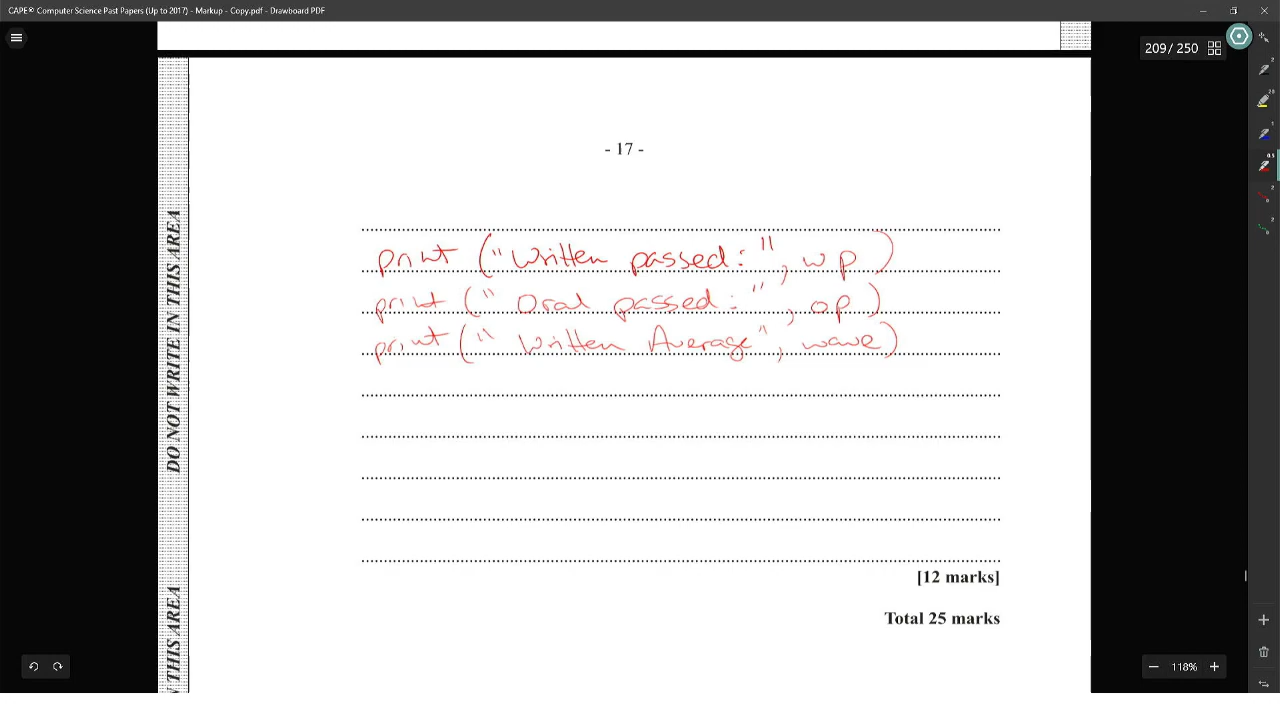 CAPE® Computer Science Past Papers (Up to 2017) - Markup - Copy.pdf - Drawboard PDF
209 / 250
- 17 -
print ("Written passed:", wp)
print ("Oral passed:", op)
print ("Written Average", wave)
[12 marks]
Total 25 marks
DO NOT WRITE IN THIS AREA
THIS AREA
118%